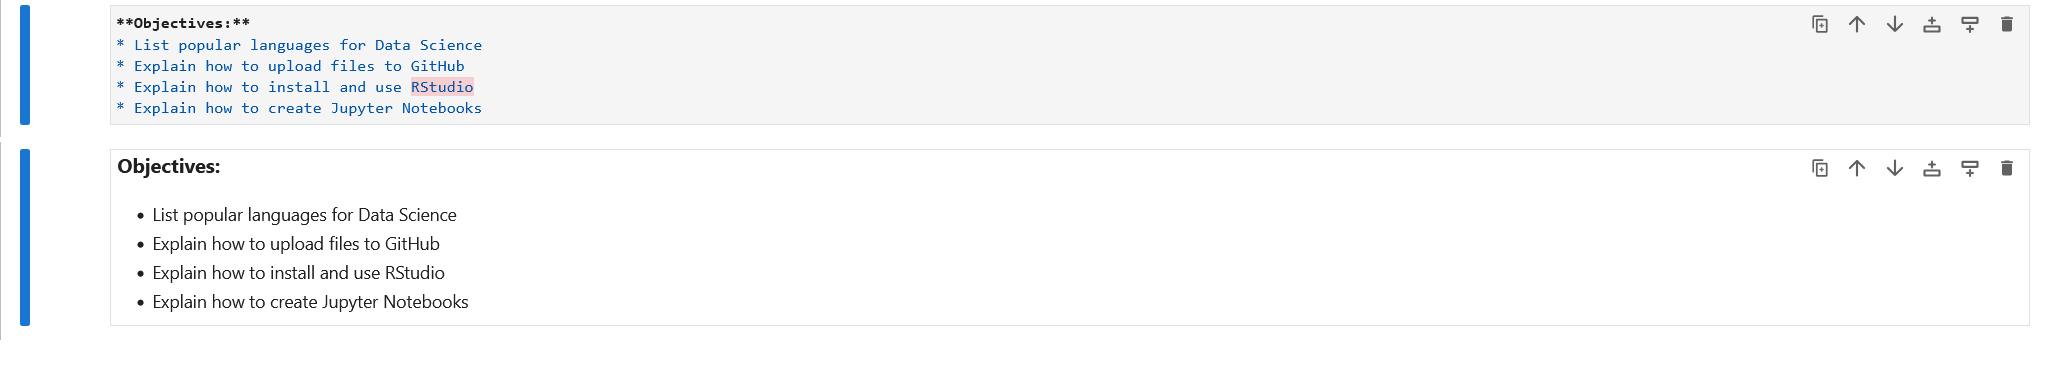 **Objectives:**
* List popular languages for Data Science
* Explain how to upload files to GitHub
* Explain how to install and use RStudio
* Explain how to create Jupyter Notebooks
Objectives:
• List popular languages for Data Science
• Explain how to upload files to GitHub
• Explain how to install and use RStudio
• Explain how to create Jupyter Notebooks